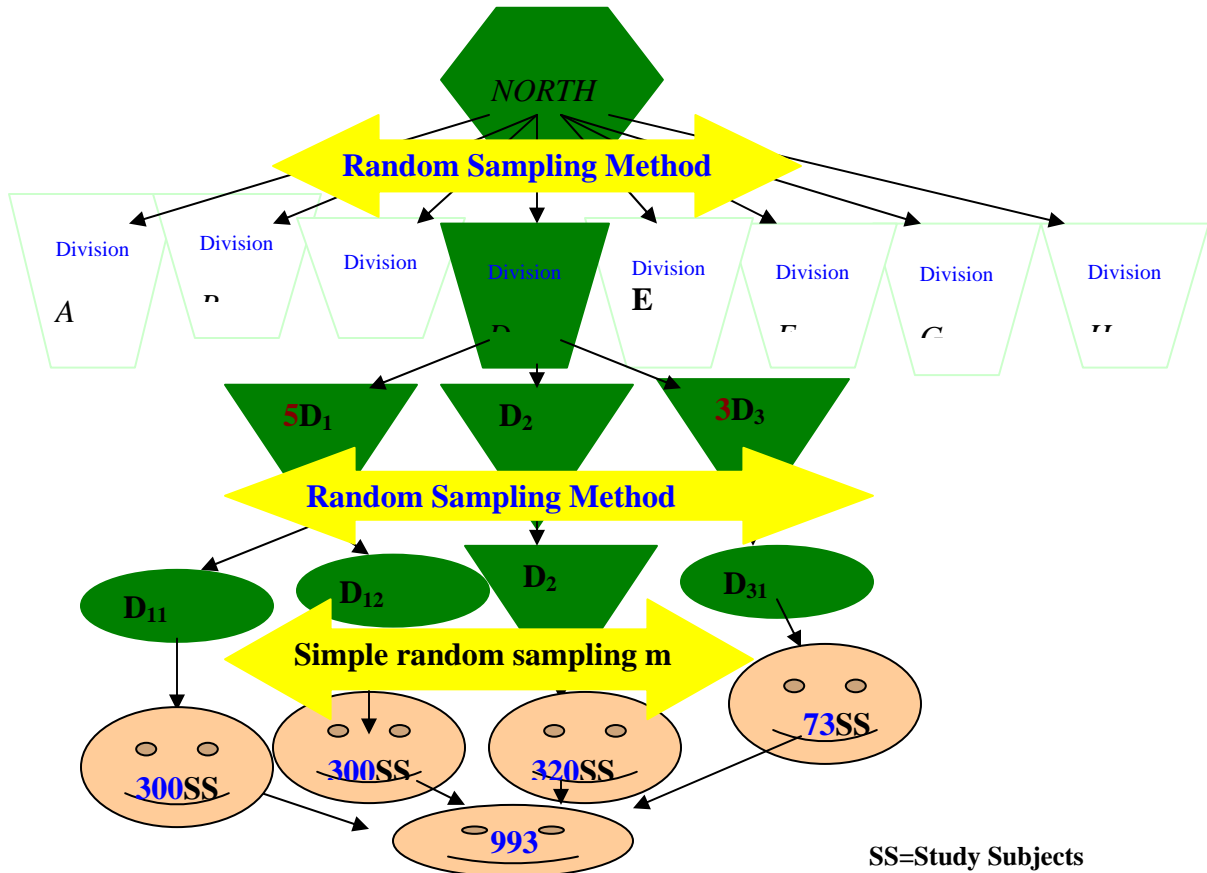 NORTH
Random Sampling Method
Division
A
Division
B
Division
Division
D
Division
E
Division
F
Division
G
Division
H
5D₁
D₂
3D₃
Random Sampling Method
D₁₁
D₁₂
D₂
D₃₁
Simple random sampling m
300SS
300SS
320SS
73SS
993
SS=Study Subjects